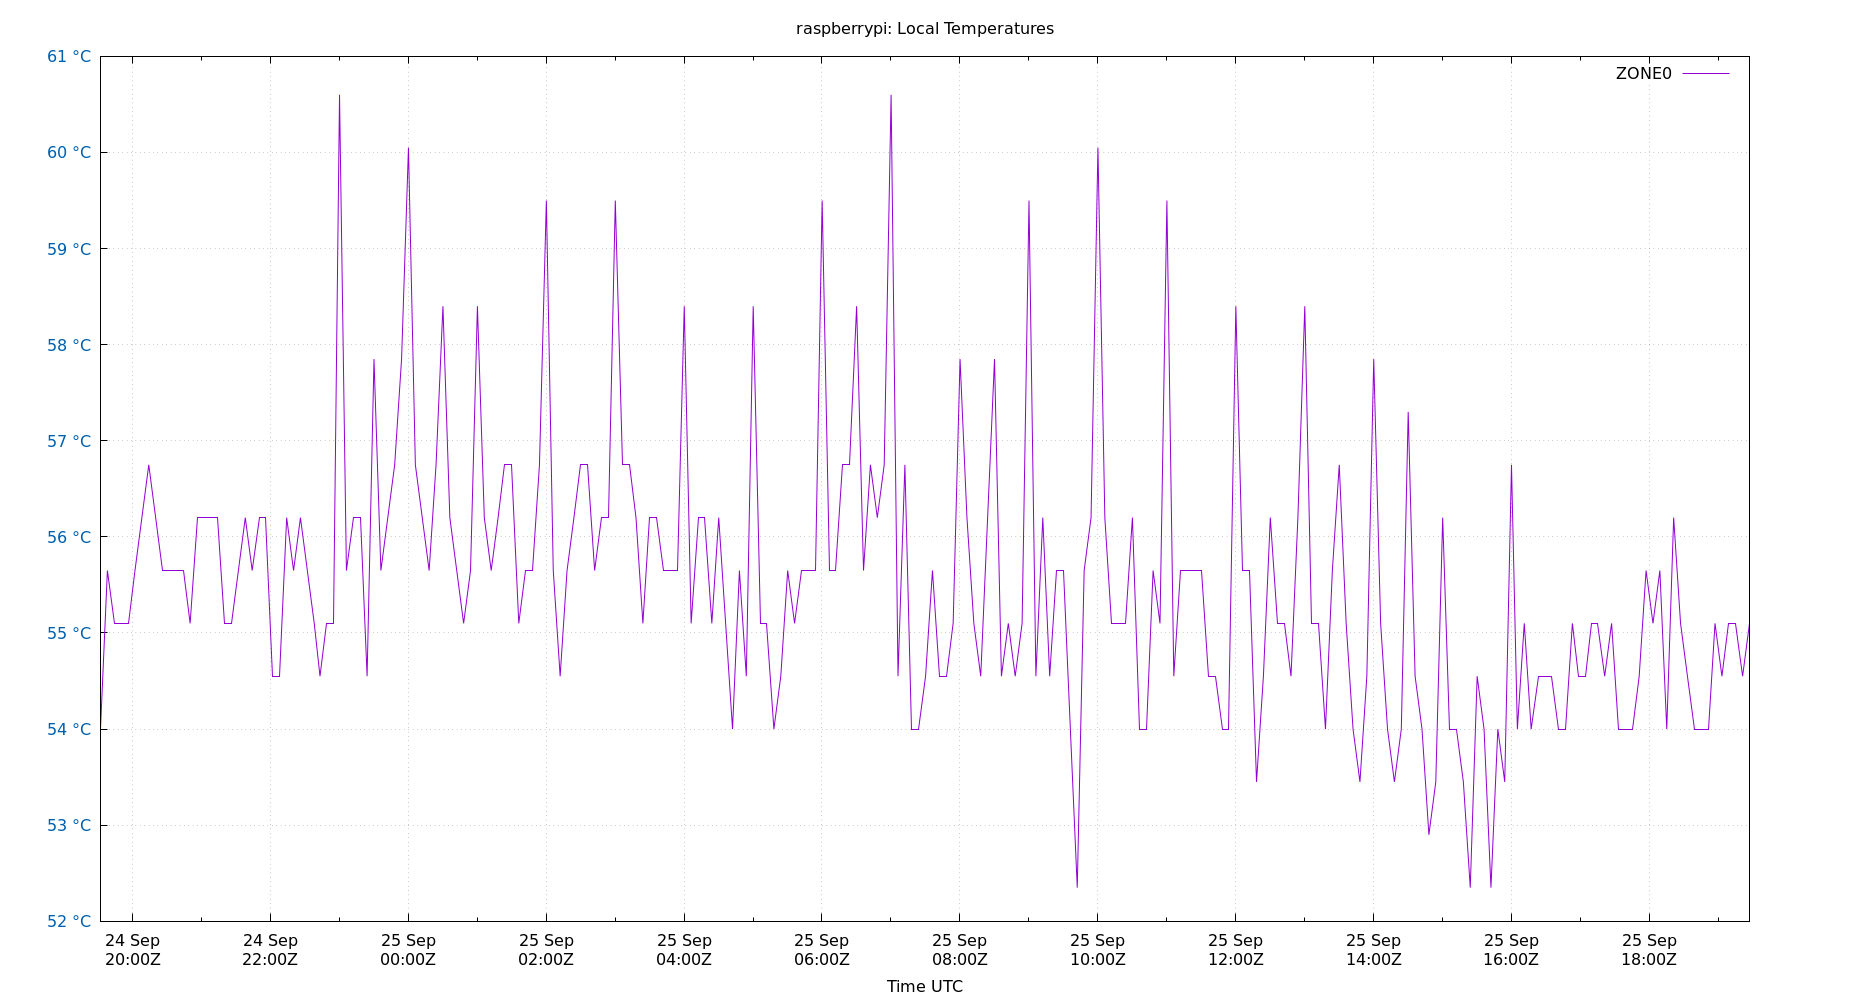 raspberrypi: Local Temperatures
61 °C
ZONE0
60 °C
59 °C
58 °C
57 °C
56 °C
55 °C
54 °C
53 °C
52 °C
24 Sep 24 Sep 25 Sep 25 Sep 25 Sep 25 Sep 25 Sep 25 Sep 25 Sep 25 Sep 25 Sep 25 Sep
20:00Z 22:00Z 00:00Z 02:00Z 04:00Z 06:00Z 08:00Z 10:00Z 12:00Z 14:00Z 16:00Z 18:00Z
Time UTC